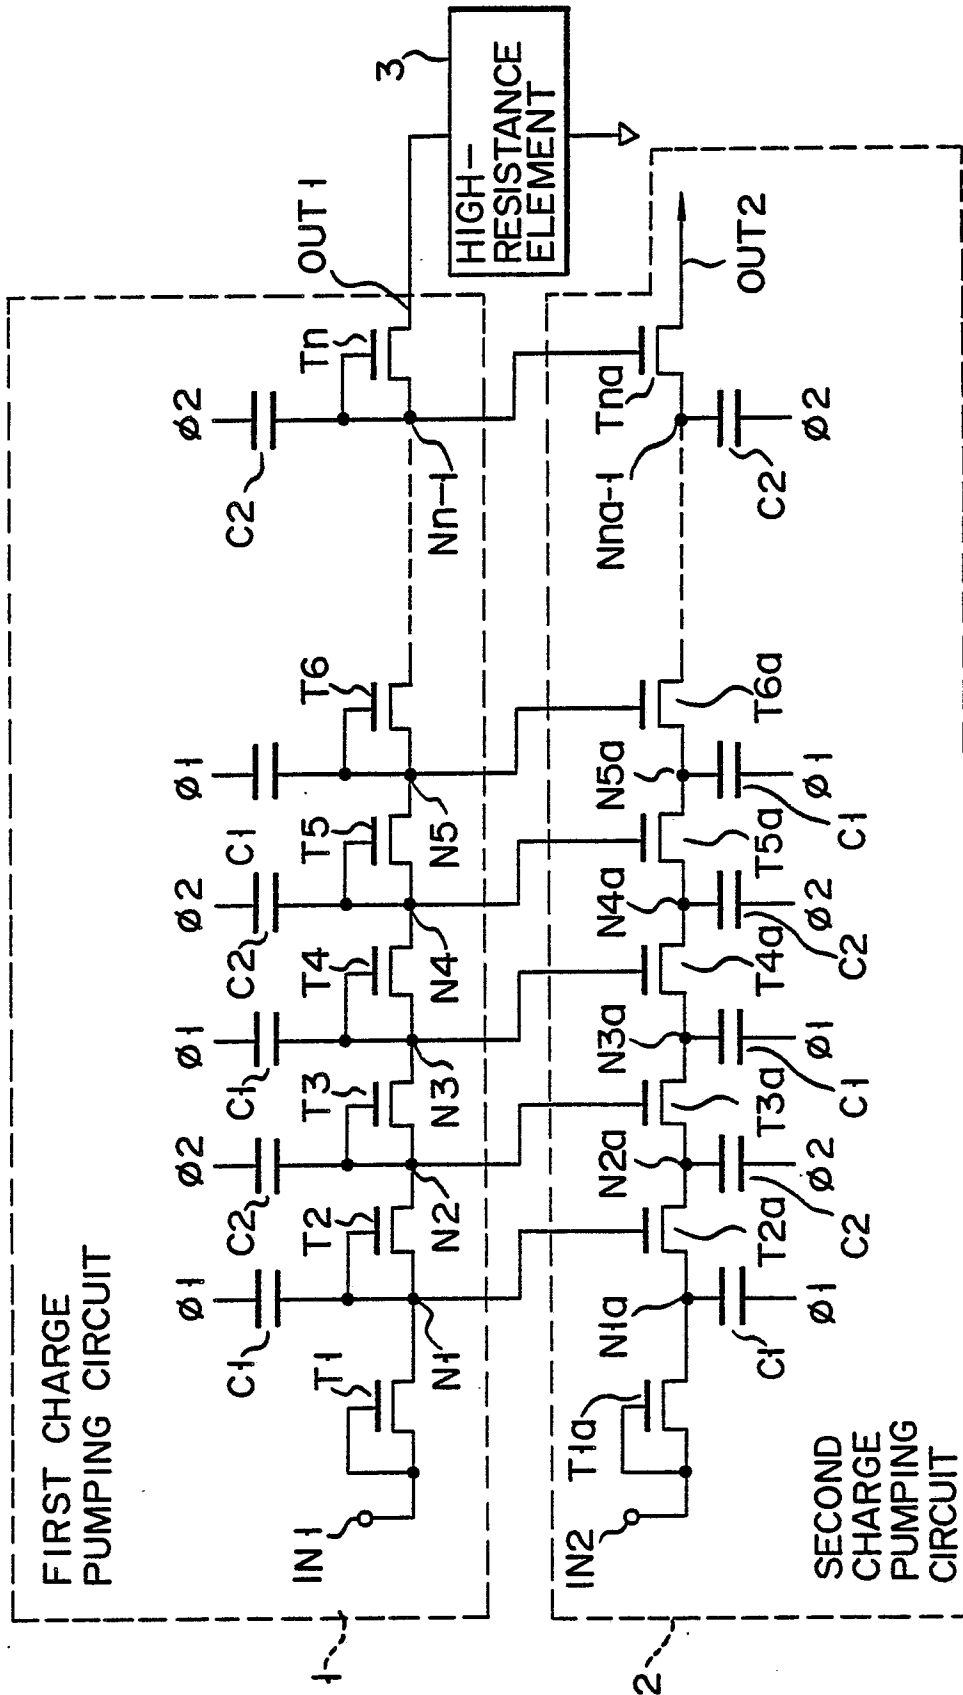 FIRST CHARGE
PUMPING CIRCUIT
1
ø1
ø2
ø1
ø2
ø1
ø2
C1
C2
C1
C2
C1
C2
T1
T2
T3
T4
T5
T6
Tn
IN1
N1
N2
N3
N4
N5
Nn-1
OUT1
3
HIGH-
RESISTANCE
ELEMENT
SECOND
CHARGE
PUMPING
CIRCUIT
2
IN2
T1a
N1a
N2a
N3a
N4a
N5a
Nna-1
Tna
OUT2
T2a
T3a
T4a
T5a
T6a
C1
C2
C1
C2
C1
C2
ø1
ø2
ø1
ø2
ø1
ø2